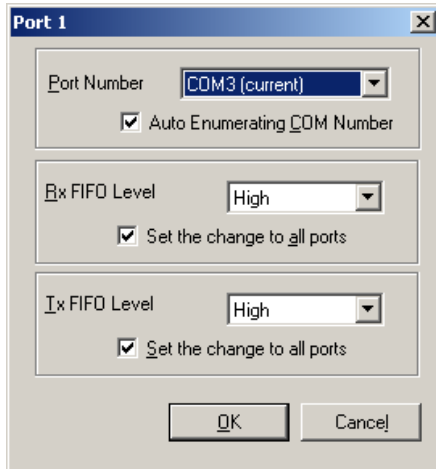 Port 1
Port Number COM3 (current)
Auto Enumerating COM Number
Rx FIFO Level High
Set the change to all ports
Tx FIFO Level High
Set the change to all ports
OK Cancel